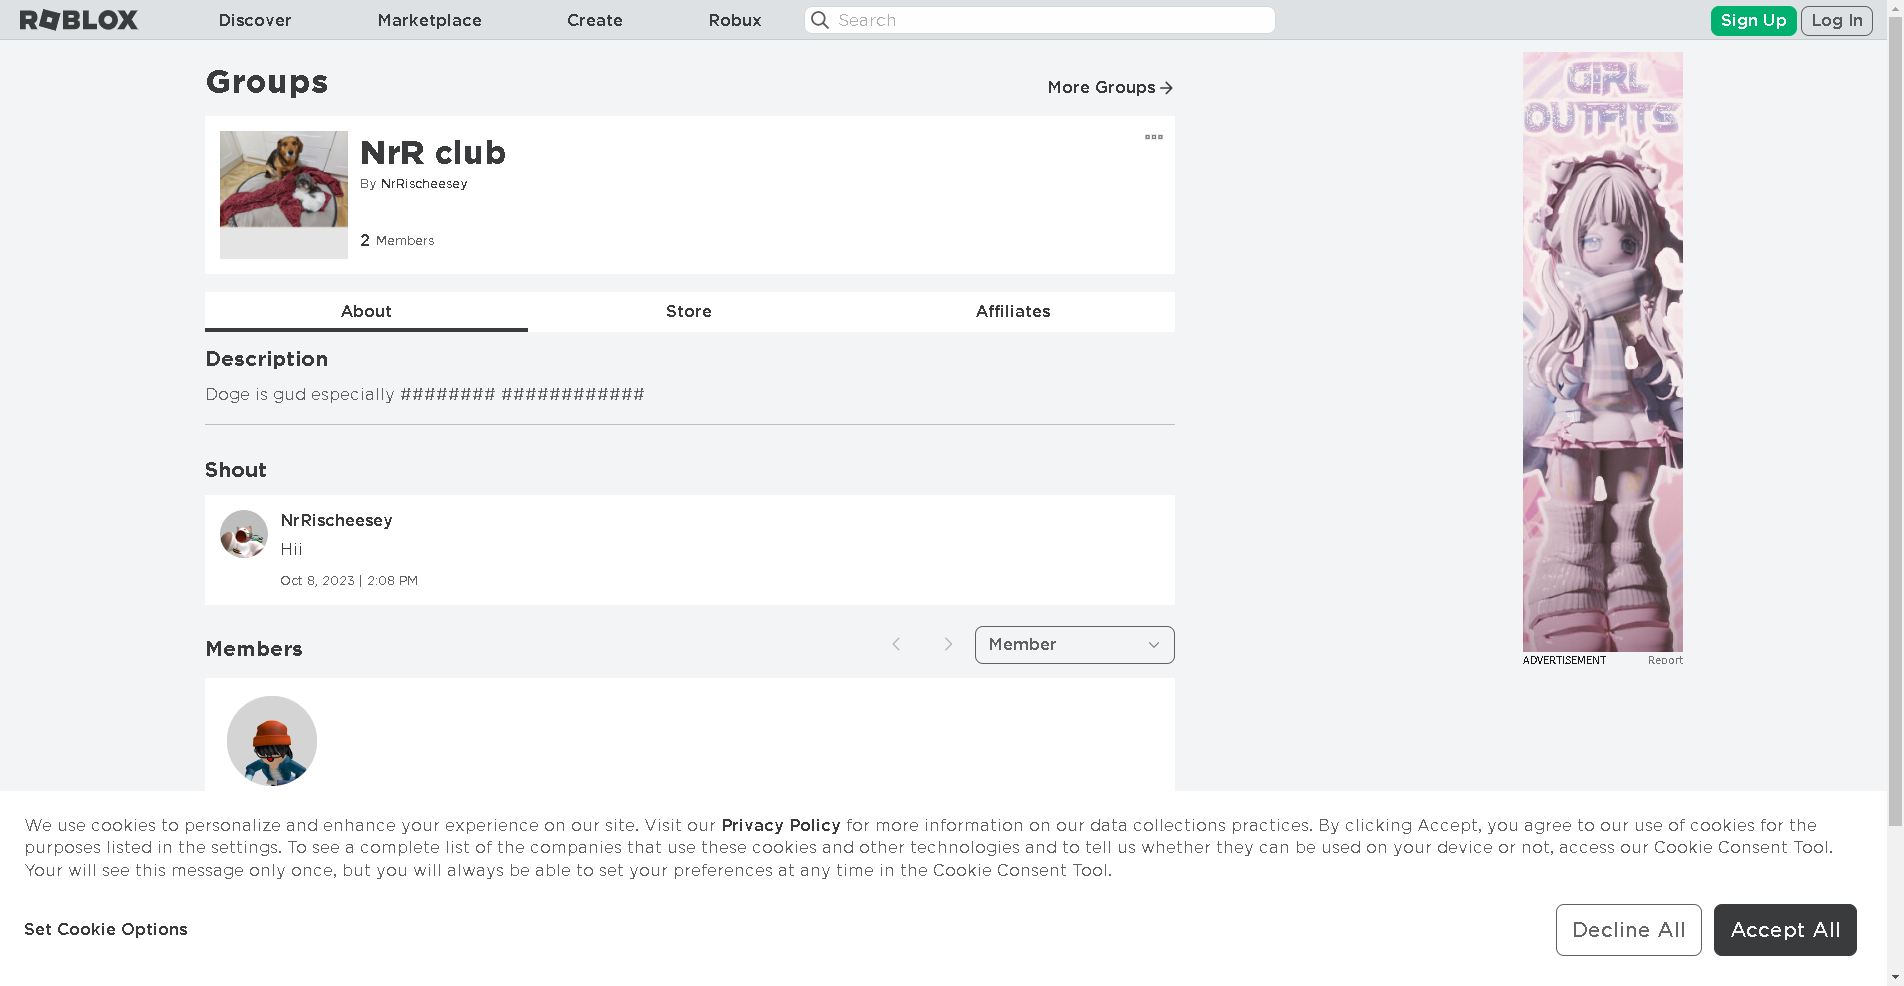 ROBLOX Discover Marketplace Create Robux Search Sign Up Log In
Groups
More Groups
NrR club
By NrRischeesey
2 Members
About Store Affiliates
Description
Doge is gud especially ######## ############
Shout
NrRischeesey
Hii
Oct 8, 2023 | 2:08 PM
Members
Member
GIRL
OUTFITS
ADVERTISEMENT Report
We use cookies to personalize and enhance your experience on our site. Visit our Privacy Policy for more information on our data collections practices. By clicking Accept, you agree to our use of cookies for the
purposes listed in the settings. To see a complete list of the companies that use these cookies and other technologies and to tell us whether they can be used on your device or not, access our Cookie Consent Tool.
Your will see this message only once, but you will always be able to set your preferences at any time in the Cookie Consent Tool.
Set Cookie Options
Decline All
Accept All